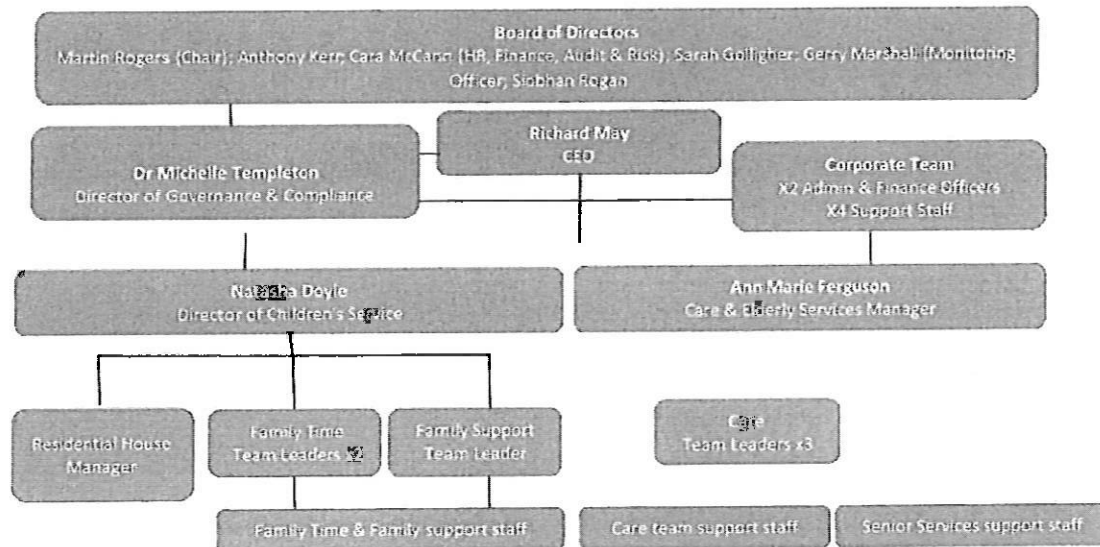 Board of Directors
Martin Rogers (Chair); Anthony Kerr; Cara McCann (HR, Finance, Audit & Risk); Sarah Golligher; Gerry Marshall (Monitoring
Officer; Siobhan Rogan
Richard May
CEO
Dr Michelle Templeton
Director of Governance & Compliance
Corporate Team
X2 Admin & Finance Officers
X4 Support Staff
Natasha Doyle
Director of Children's Service
Ann Marie Ferguson
Care & Elderly Services Manager
Residential House
Manager
Family Time
Team Leaders
Family Support
Team Leader
Care
Team Leaders x3
Family Time & Family support staff
Care team support staff
Senior Services support staff